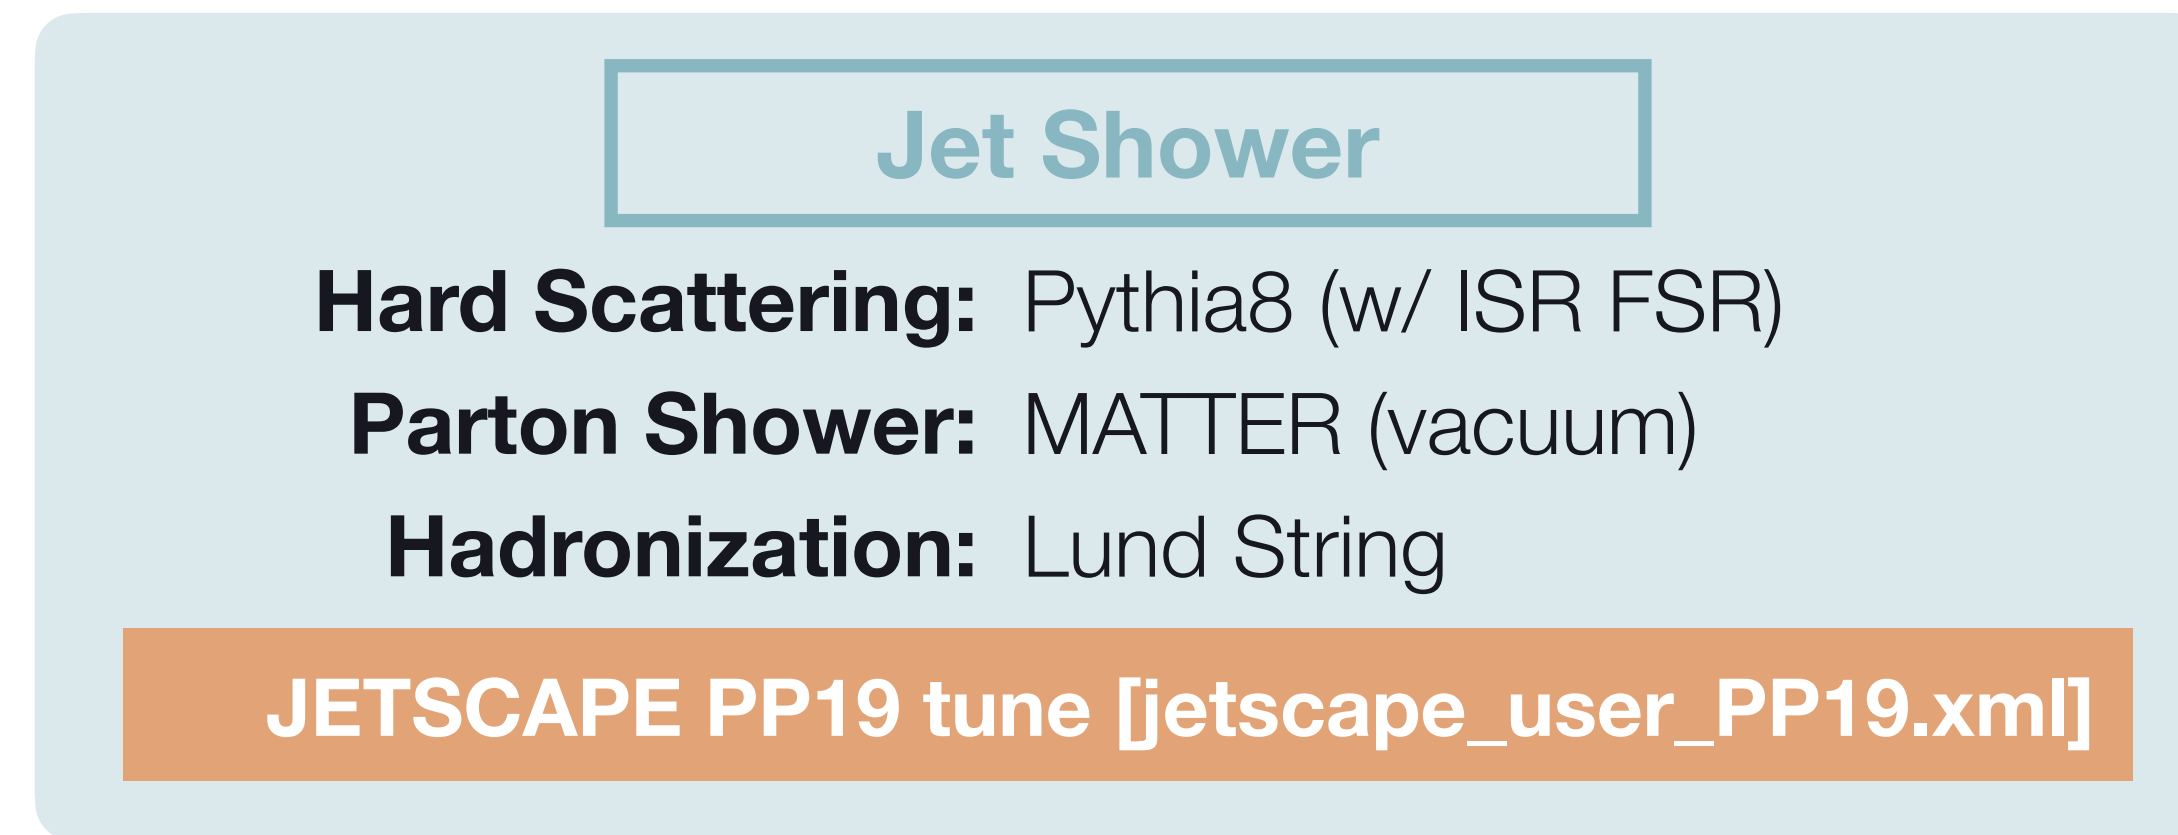 Jet Shower
Hard Scattering: Pythia8 (w/ ISR FSR)
Parton Shower: MATTER (vacuum)
Hadronization: Lund String
JETSCAPE PP19 tune [jetscape_user_PP19.xml]